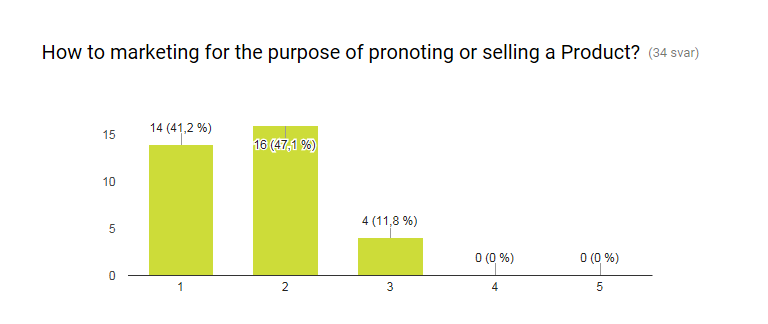 How to marketing for the purpose of pronoting or selling a Product? (34 svar)
15
10
5
0
14 (41,2 %)
16 (47,1 %)
4 (11,8 %)
0 (0 %)
0 (0 %)
1 2 3 4 5